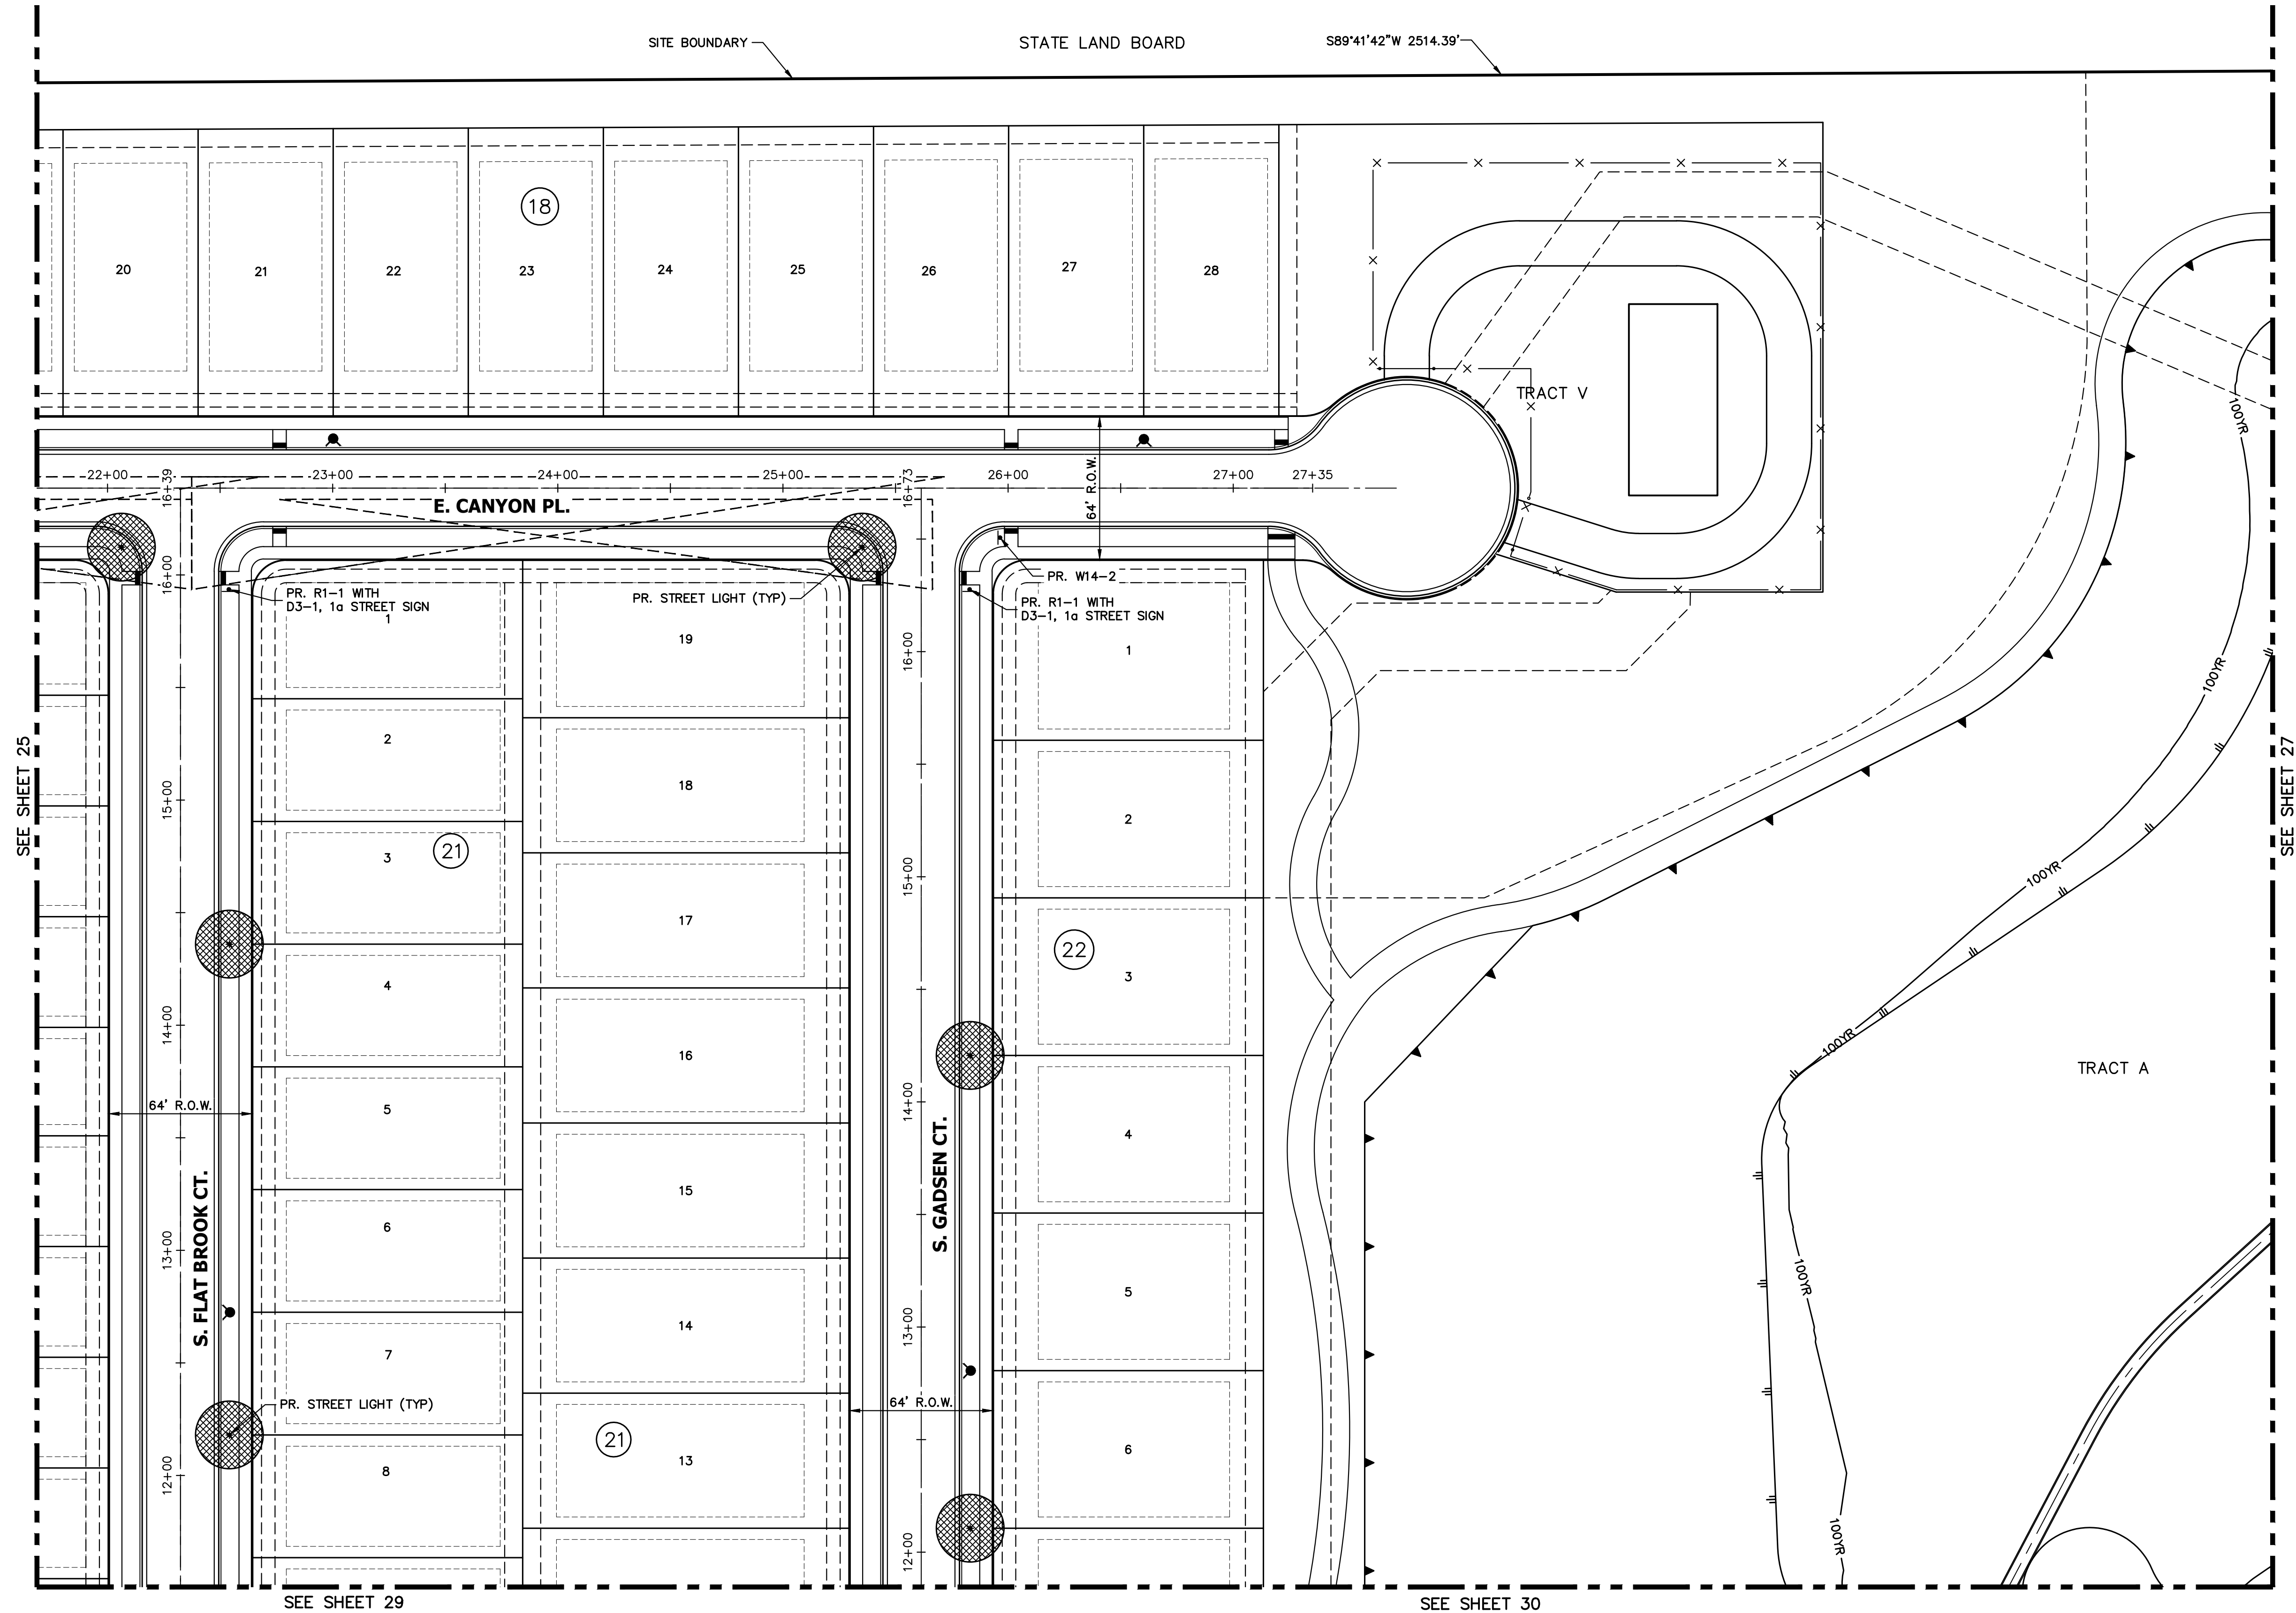 SITE BOUNDARY
STATE LAND BOARD
S89°41'42"W 2514.39'
18
20
21
22
23
24
25
26
27
28
TRACT V
100YR
22+00
16+39
23+00
24+00
25+00
16+73
26+00
64' R.O.W.
27+00
27+35
E. CANYON PL.
16+00
PR. R1-1 WITH
D3-1, 1a STREET SIGN
1
PR. STREET LIGHT (TYP)
PR. W14-2
PR. R1-1 WITH
D3-1, 1a STREET SIGN
19
16+00
1
100YR
SEE SHEET 25
SEE SHEET 27
2
18
2
15+00
3
21
15+00
100YR
17
22
3
4
14+00
16
100YR
TRACT A
64' R.O.W.
5
14+00
4
S. FLAT BROOK CT.
S. GADSEN CT.
15
6
13+00
100YR
5
14
13+00
7
PR. STREET LIGHT (TYP)
64' R.O.W.
21
13
6
8
12+00
12+00
100YR
SEE SHEET 29
SEE SHEET 30